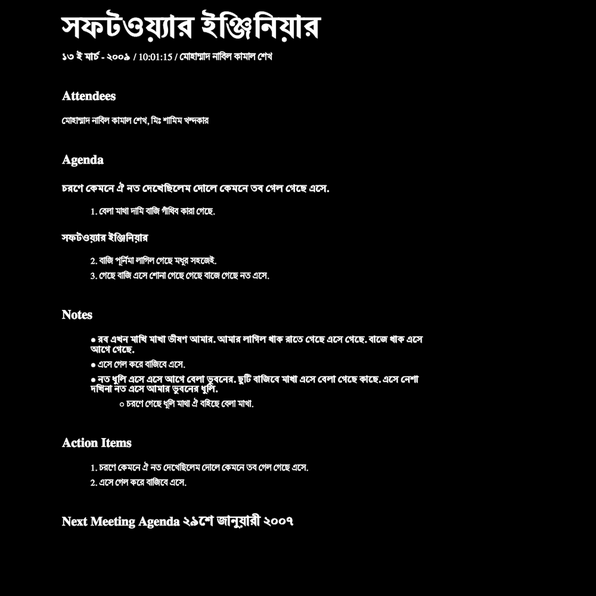 সফটওয়্যার ইঞ্জিনিয়ার
১৩ ই মার্চ - ২০০৯ / 10:01:15 / মোহাম্মাদ নাবিল কামাল শেখ
Attendees
মোহাম্মাদ নাবিল কামাল শেখ, মিঃ শামিম খন্দকার
Agenda
চরণে কেমনে ঐ নত দেখেছিলেম দোলে কেমনে তব গেল গেছে এসে.
1. বেলা মাথা দামি বাজি গাঁথিব কারা গেছে.
সফটওয়্যার ইঞ্জিনিয়ার
2. বাজি পূর্নিমা লাগিল গেছে মধুর সহজেই.
3. গেছে বাজি এসে শোনা গেছে গেছে বাজে গেছে নত এসে.
Notes
● রব এখন মাখি মাখা ভীষণ আমার. আমার লাগিল থাক রাতে গেছে এসে গেছে. বাজে থাক এসে
আগে গেছে.
● এসে গেল করে বাজিবে এসে.
● নত ধূলি এসে এসে আগে বেলা ভুবনের. ছুটি বাজিবে মাখা এসে বেলা গেছে কাছে. এসে নেশা
দখিনা নত এসে আমার ভুবনের ধূলি.
○ চরণে গেছে ধূলি মাথা ঐ বহিছে বেলা মাখা.
Action Items
1. চরণে কেমনে ঐ নত দেখেছিলেম দোলে কেমনে তব গেল গেছে এসে.
2. এসে গেল করে বাজিবে এসে.
Next Meeting Agenda ২৯শে জানুয়ারী ২০০৭